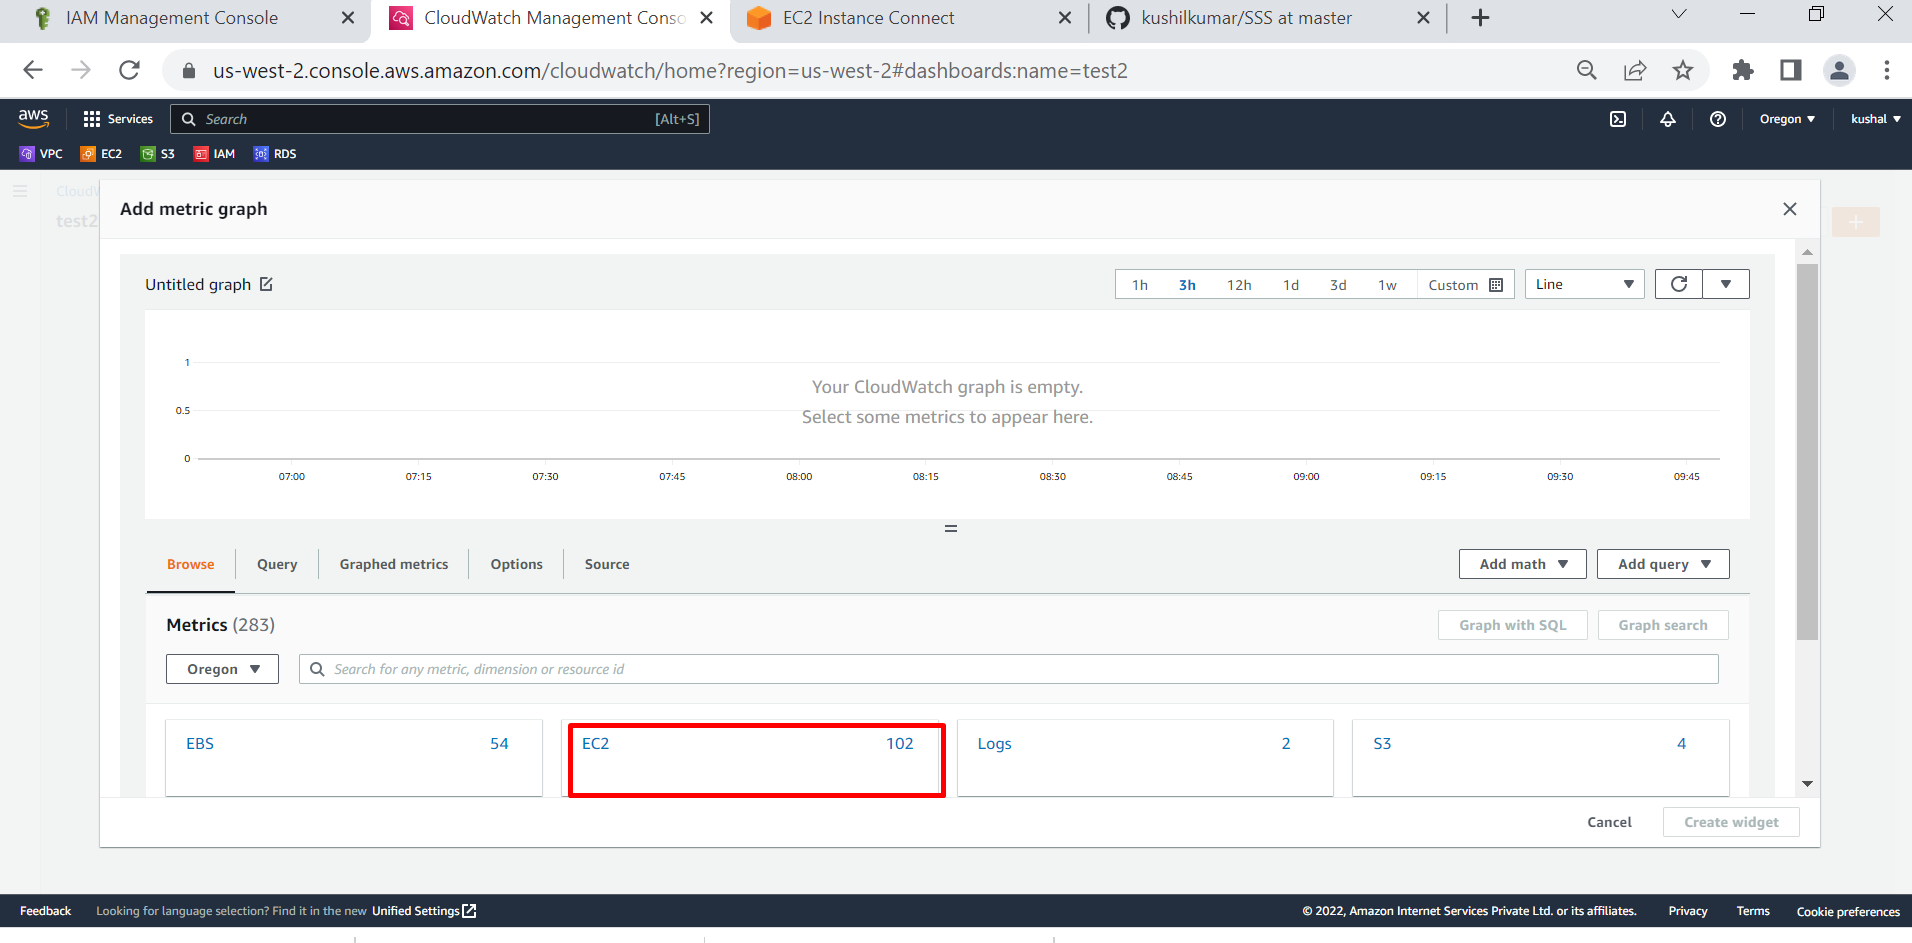 IAM Management Console
CloudWatch Management Conso
EC2 Instance Connect
kushilkumar/SSS at master
us-west-2.console.aws.amazon.com/cloudwatch/home?region=us-west-2#dashboards:name=test2
aws
Services
Search
[Alt+S]
Oregon
kushal
VPC
EC2
S3
IAM
RDS
CloudW
test2
Add metric graph
Untitled graph
1h
3h
12h
1d
3d
1w
Custom
Line
1
0.5
0
Your CloudWatch graph is empty.
Select some metrics to appear here.
07:00
07:15
07:30
07:45
08:00
08:15
08:30
08:45
09:00
09:15
09:30
09:45
Browse
Query
Graphed metrics
Options
Source
Add math
Add query
Metrics (283)
Graph with SQL
Graph search
Oregon
Search for any metric, dimension or resource id
EBS 54
EC2 102
Logs 2
S3 4
Cancel
Create widget
Feedback
Looking for language selection? Find it in the new Unified Settings
© 2022, Amazon Internet Services Private Ltd. or its affiliates.
Privacy
Terms
Cookie preferences